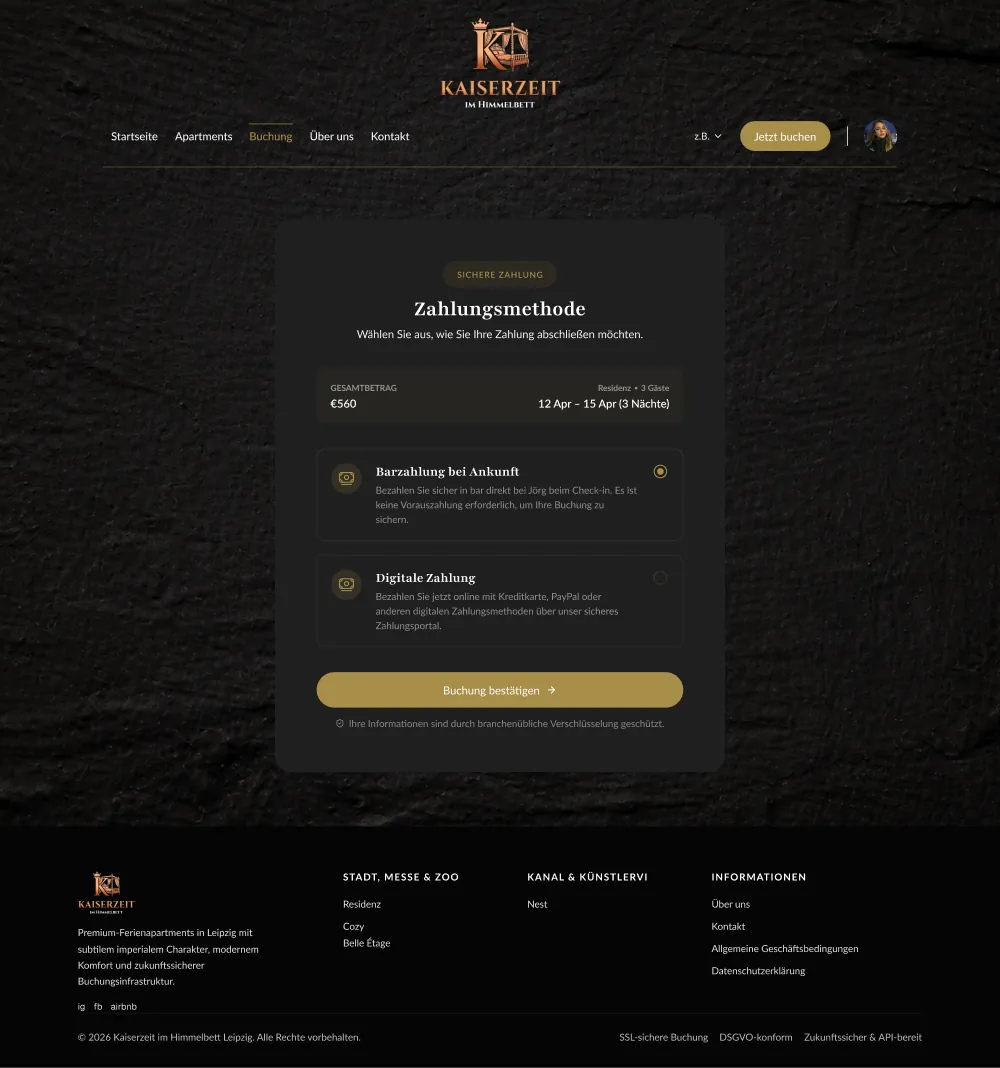 KAISERZEIT
IM HIMMELBETT
Startseite Apartments Buchung Über uns Kontakt z.B. Jetzt buchen
SICHERE ZAHLUNG
Zahlungsmethode
Wählen Sie aus, wie Sie Ihre Zahlung abschließen möchten.
GESAMTBETRAG Residenz • 3 Gäste
€560 12 Apr – 15 Apr (3 Nächte)
Barzahlung bei Ankunft
Bezahlen Sie sicher in bar direkt bei Jörg beim Check-in. Es ist
keine Vorauszahlung erforderlich, um Ihre Buchung zu
sichern.
Digitale Zahlung
Bezahlen Sie jetzt online mit Kreditkarte, PayPal oder
anderen digitalen Zahlungsmethoden über unser sicheres
Zahlungsportal.
Buchung bestätigen →
Ihre Informationen sind durch branchenübliche Verschlüsselung geschützt.
KAISERZEIT
IM HIMMELBETT
Premium-Ferienapartments in Leipzig mit
subtilem imperialem Charakter, modernem
Komfort und zukunftssicherer
Buchungsinfrastruktur.
ig fb airbnb
STADT, MESSE & ZOO
Residenz
Cozy
Belle Étage
KANAL & KÜNSTLERVI
Nest
INFORMATIONEN
Über uns
Kontakt
Allgemeine Geschäftsbedingungen
Datenschutzerklärung
© 2026 Kaiserzeit im Himmelbett Leipzig. Alle Rechte vorbehalten.
SSL-sichere Buchung DSGVO-konform Zukunftssicher & API-bereit